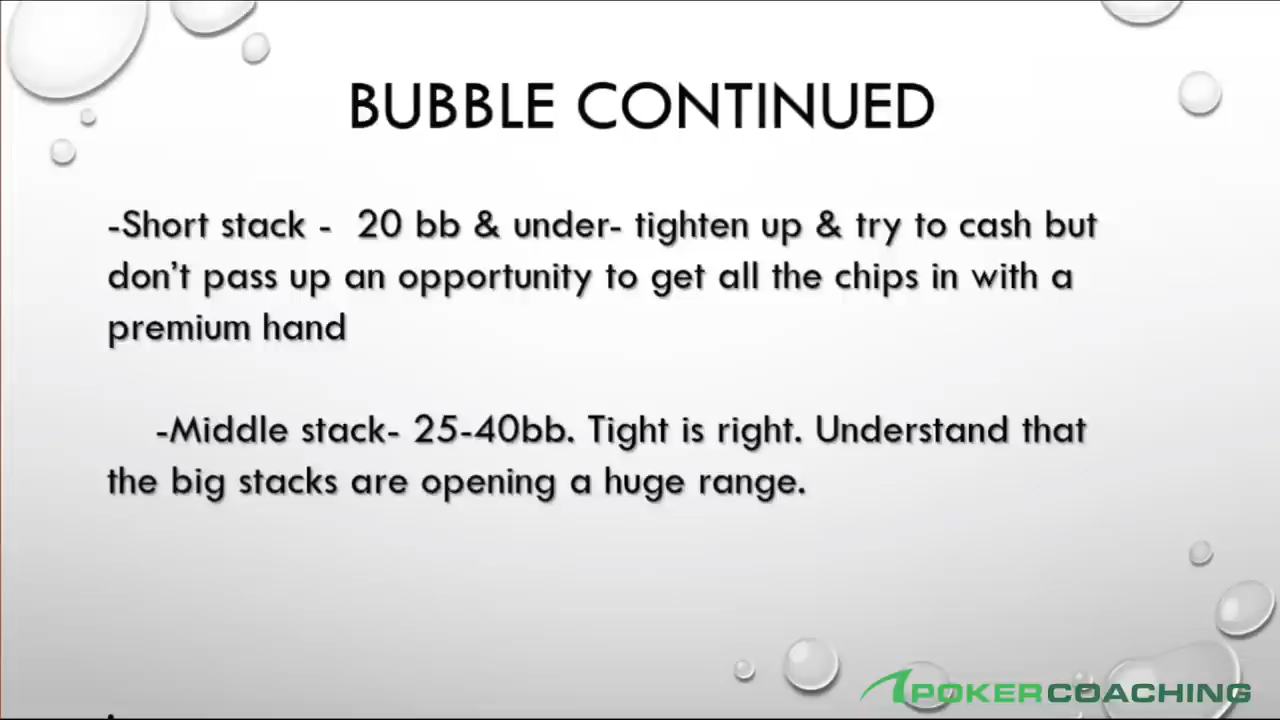 BUBBLE CONTINUED
-Short stack -  20 bb & under- tighten up & try to cash but
don't pass up an opportunity to get all the chips in with a
premium hand
-Middle stack- 25-40bb. Tight is right. Understand that
the big stacks are opening a huge range.
POKERCOACHING